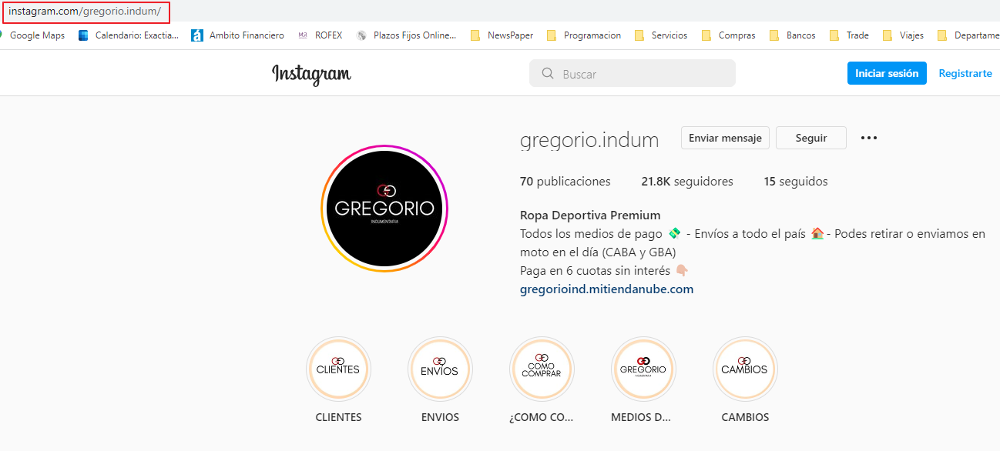 instagram.com/gregorio.indum/
Google Maps Calendario: Exactia... Ambito Financiero ROFEX Plazos Fijos Online... NewsPaper Programacion Servicios Compras Bancos Trade Viajes Departame
Instagram Buscar Iniciar sesión Registrarte
gregorio.indum Enviar mensaje Seguir
70 publicaciones 21.8K seguidores 15 seguidos
GREGORIO
INDUMENTARIA
Ropa Deportiva Premium
Todos los medios de pago 💸 - Envíos a todo el país 🏠 - Podes retirar o enviamos en
moto en el día (CABA y GBA)
Paga en 6 cuotas sin interés 👇🏼
gregorioind.mitiendanube.com
CLIENTES
ENVÍOS
COMO
COMPRAR
GREGORIO
INDUMENTARIA
CAMBIOS
CLIENTES ENVIOS ¿COMO CO... MEDIOS D... CAMBIOS